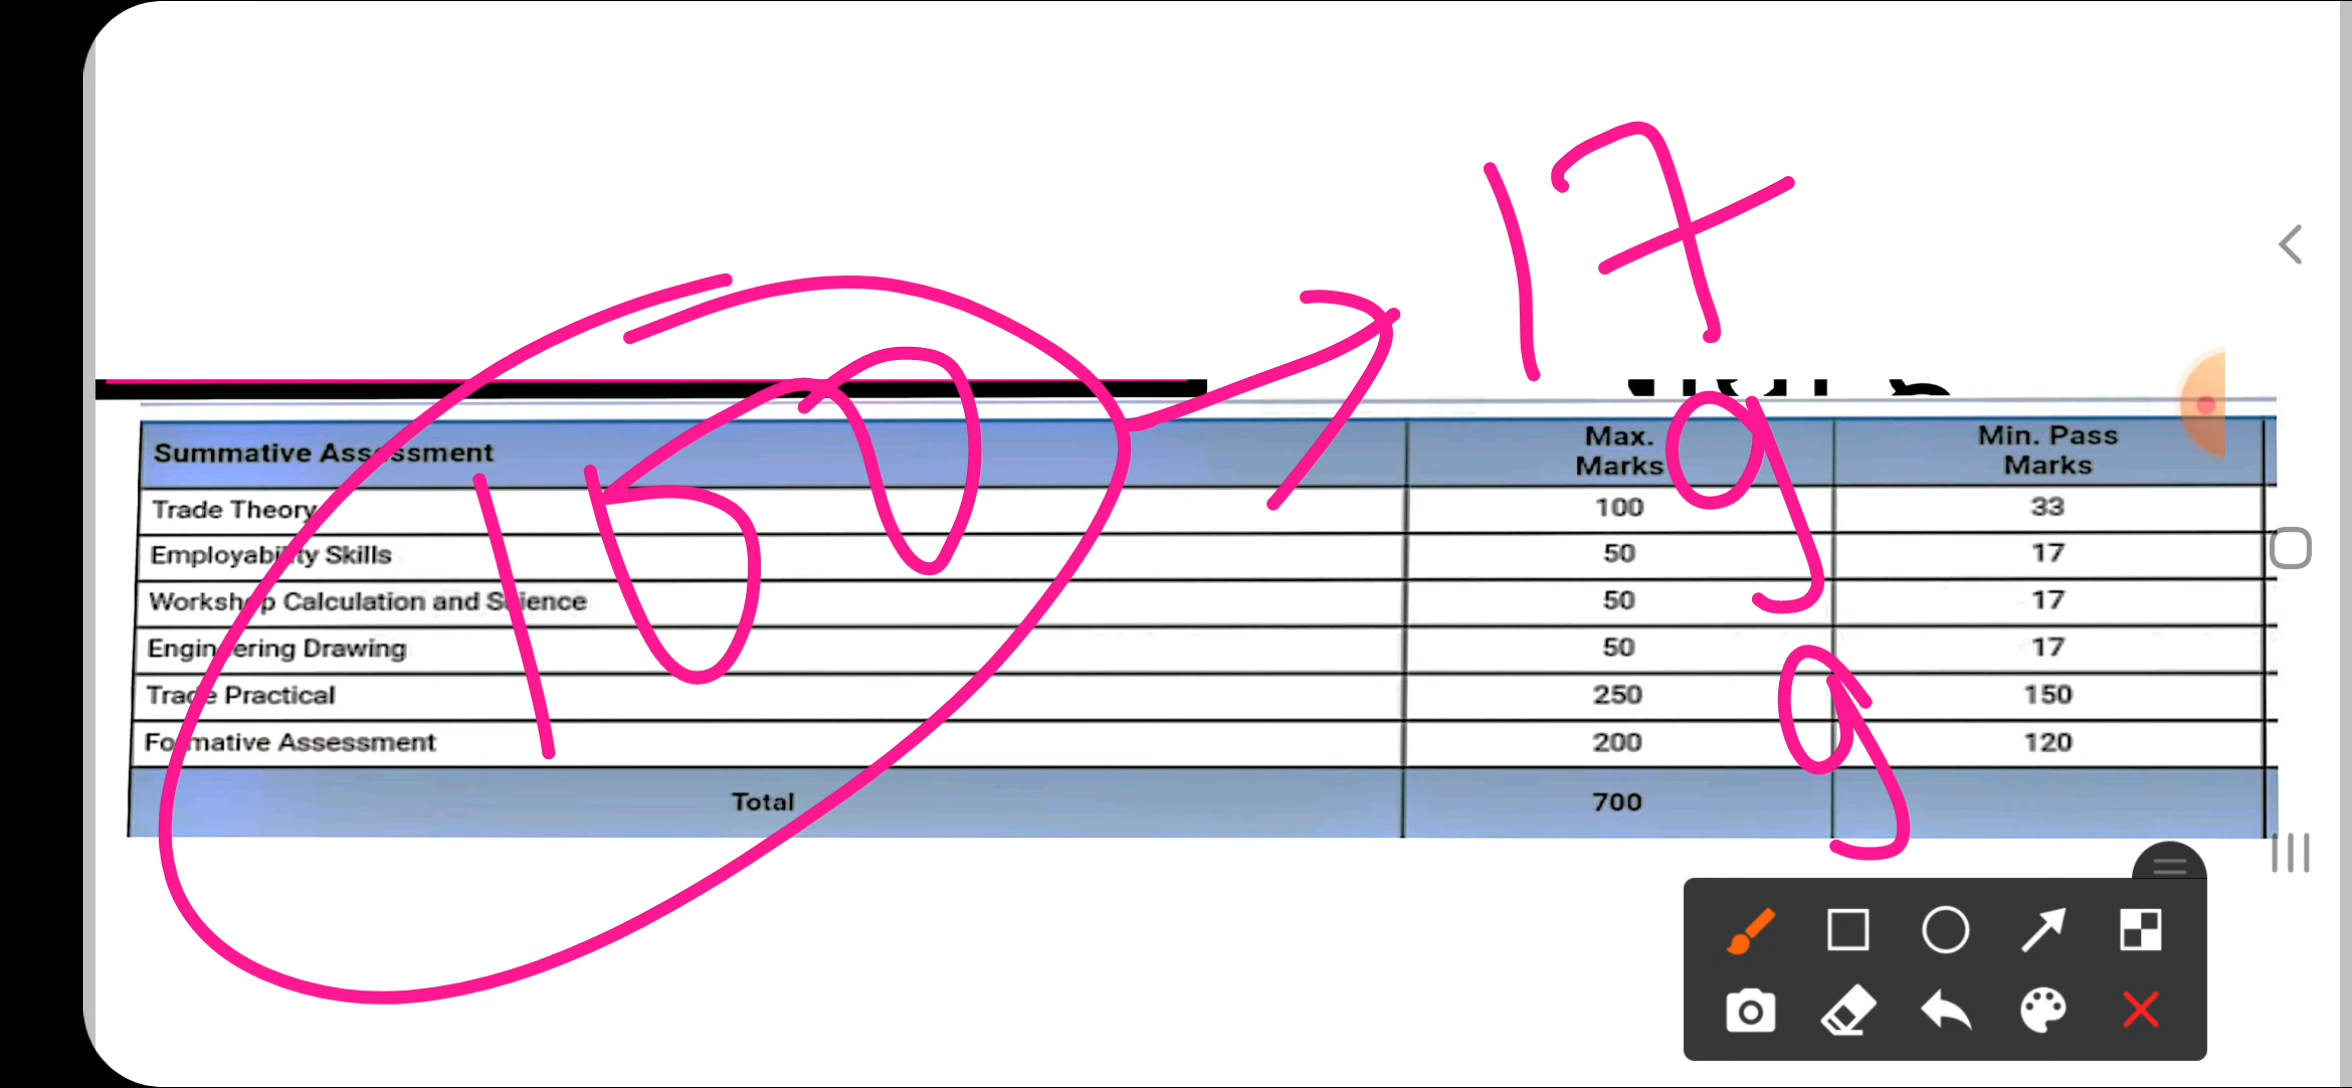 17
Summative Assessment Max. Marks Min. Pass Marks
Trade Theory 100 33
Employability Skills 50 17
Workshop Calculation and Science 50 17
Engineering Drawing 50 17
Trade Practical 250 150
Formative Assessment 200 120
Total 700
150
9
9